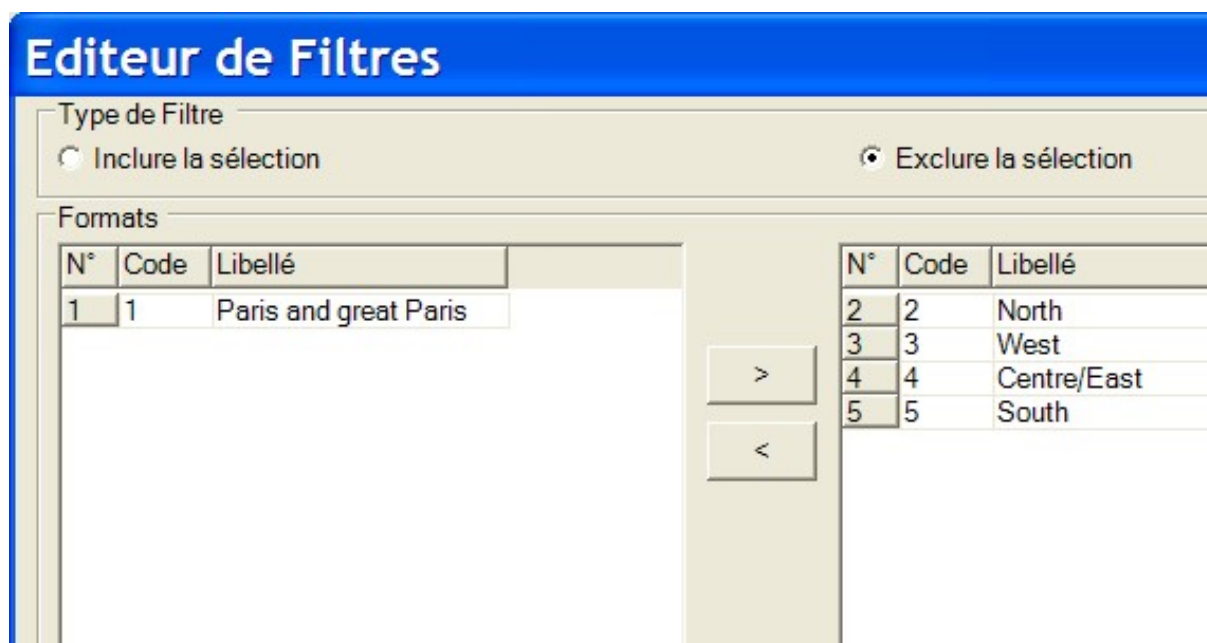 Editeur de Filtres
Type de Filtre
Inclure la sélection Exclure la sélection
Formats
N° Code Libellé N° Code Libellé
1 1 Paris and great Paris 2 2 North
3 3 West
> 4 4 Centre/East
5 5 South
<